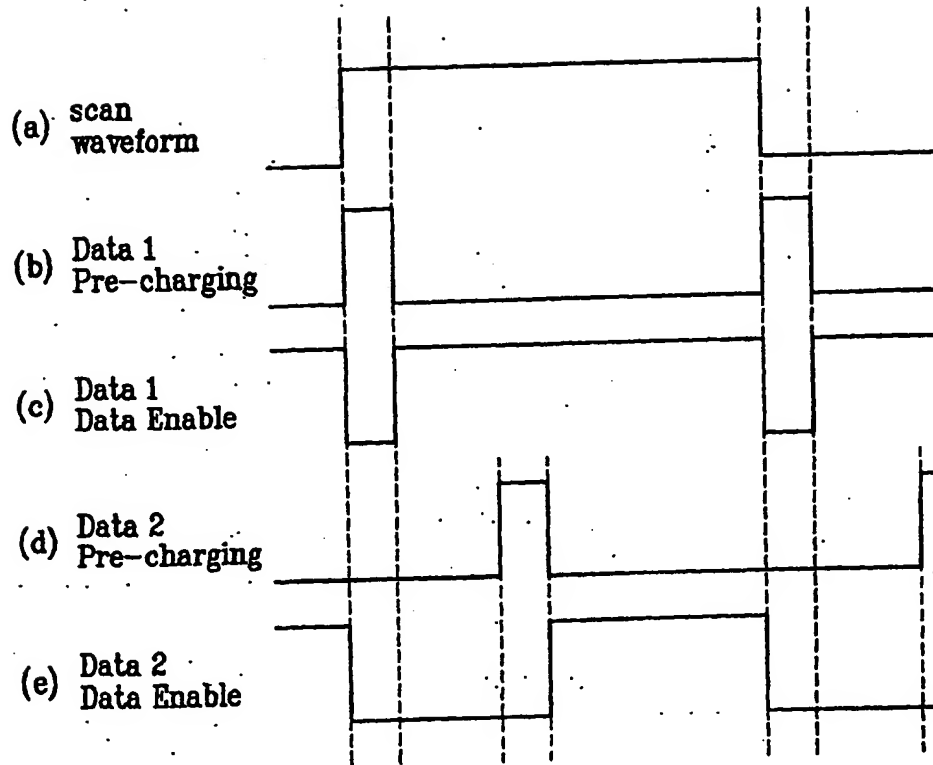 (a) scan
waveform
(b) Data 1
Pre-charging
(c) Data 1
Data Enable
(d) Data 2
Pre-charging
(e) Data 2
Data Enable